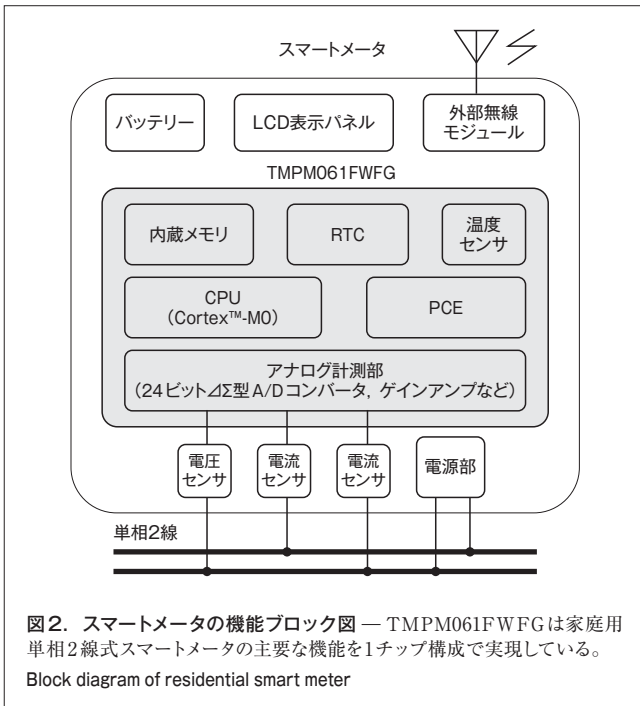 スマートメータ
バッテリー
LCD表示パネル
外部無線
モジュール
TMPM061FWFG
内蔵メモリ
RTC
温度
センサ
CPU
(Cortex™-M0)
PCE
アナログ計測部
(24ビット⊿Σ型A/Dコンバータ, ゲインアンプなど)
電圧
センサ
電流
センサ
電流
センサ
電源部
単相2線
図2. スマートメータの機能ブロック図 — TMPM061FWFGは家庭用
単相2線式スマートメータの主要な機能を1チップ構成で実現している。
Block diagram of residential smart meter